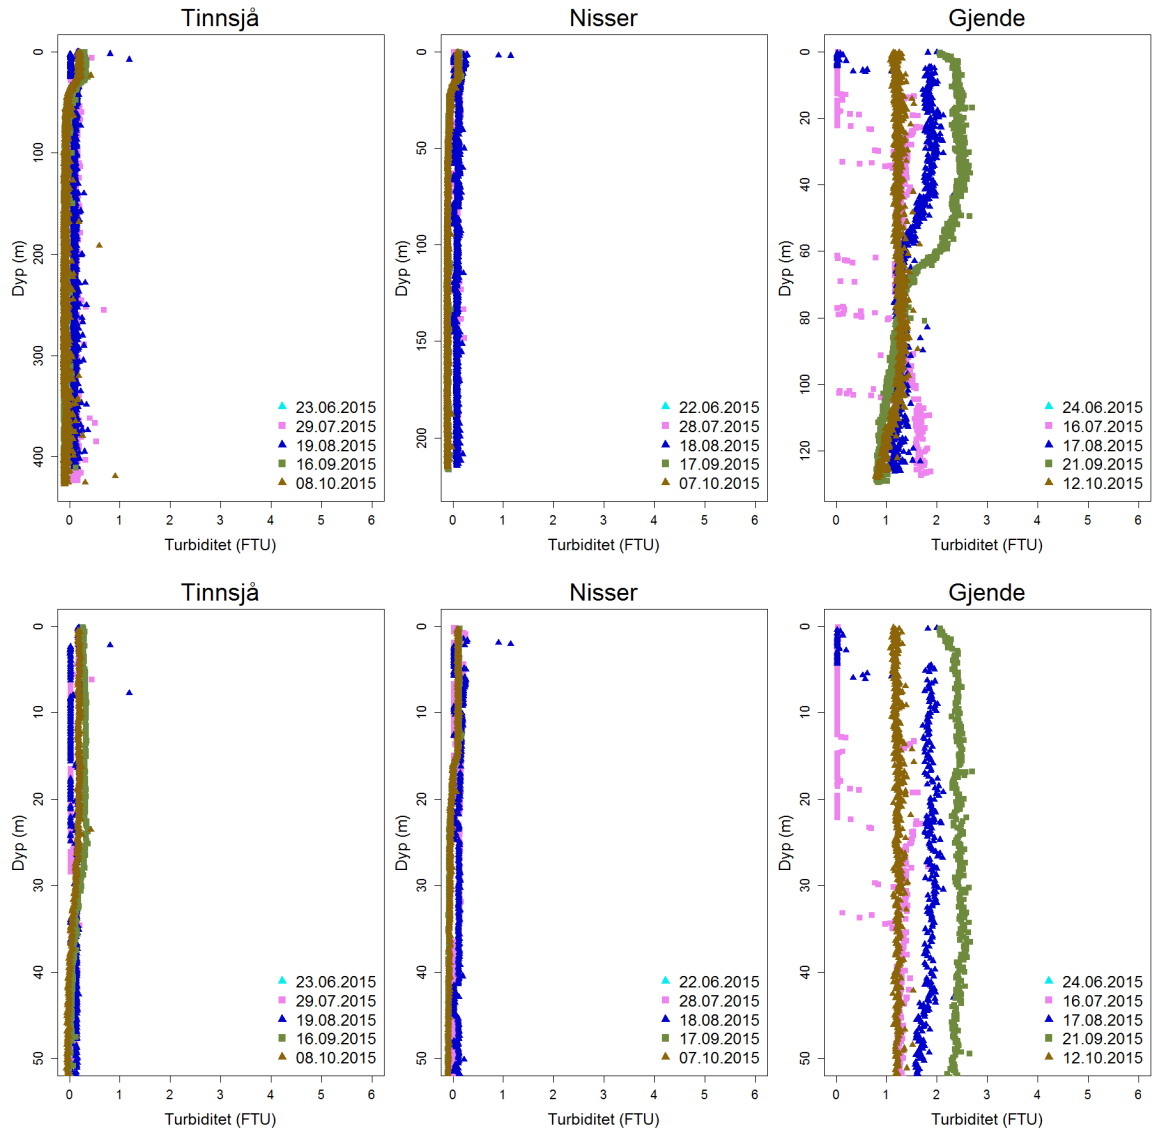 Tinnsjå
Nisser
Gjende
0
100
200
300
400
Dyp (m)
0 1 2 3 4 5 6
Turbiditet (FTU)
23.06.2015
29.07.2015
19.08.2015
16.09.2015
08.10.2015
0
50
100
150
200
Dyp (m)
0 1 2 3 4 5 6
Turbiditet (FTU)
22.06.2015
28.07.2015
18.08.2015
17.09.2015
07.10.2015
0
20
40
60
80
100
120
Dyp (m)
0 1 2 3 4 5 6
Turbiditet (FTU)
24.06.2015
16.07.2015
17.08.2015
21.09.2015
12.10.2015
Tinnsjå
Nisser
Gjende
0
10
20
30
40
50
Dyp (m)
0 1 2 3 4 5 6
Turbiditet (FTU)
23.06.2015
29.07.2015
19.08.2015
16.09.2015
08.10.2015
0
10
20
30
40
50
Dyp (m)
0 1 2 3 4 5 6
Turbiditet (FTU)
22.06.2015
28.07.2015
18.08.2015
17.09.2015
07.10.2015
0
10
20
30
40
50
Dyp (m)
0 1 2 3 4 5 6
Turbiditet (FTU)
24.06.2015
16.07.2015
17.08.2015
21.09.2015
12.10.2015